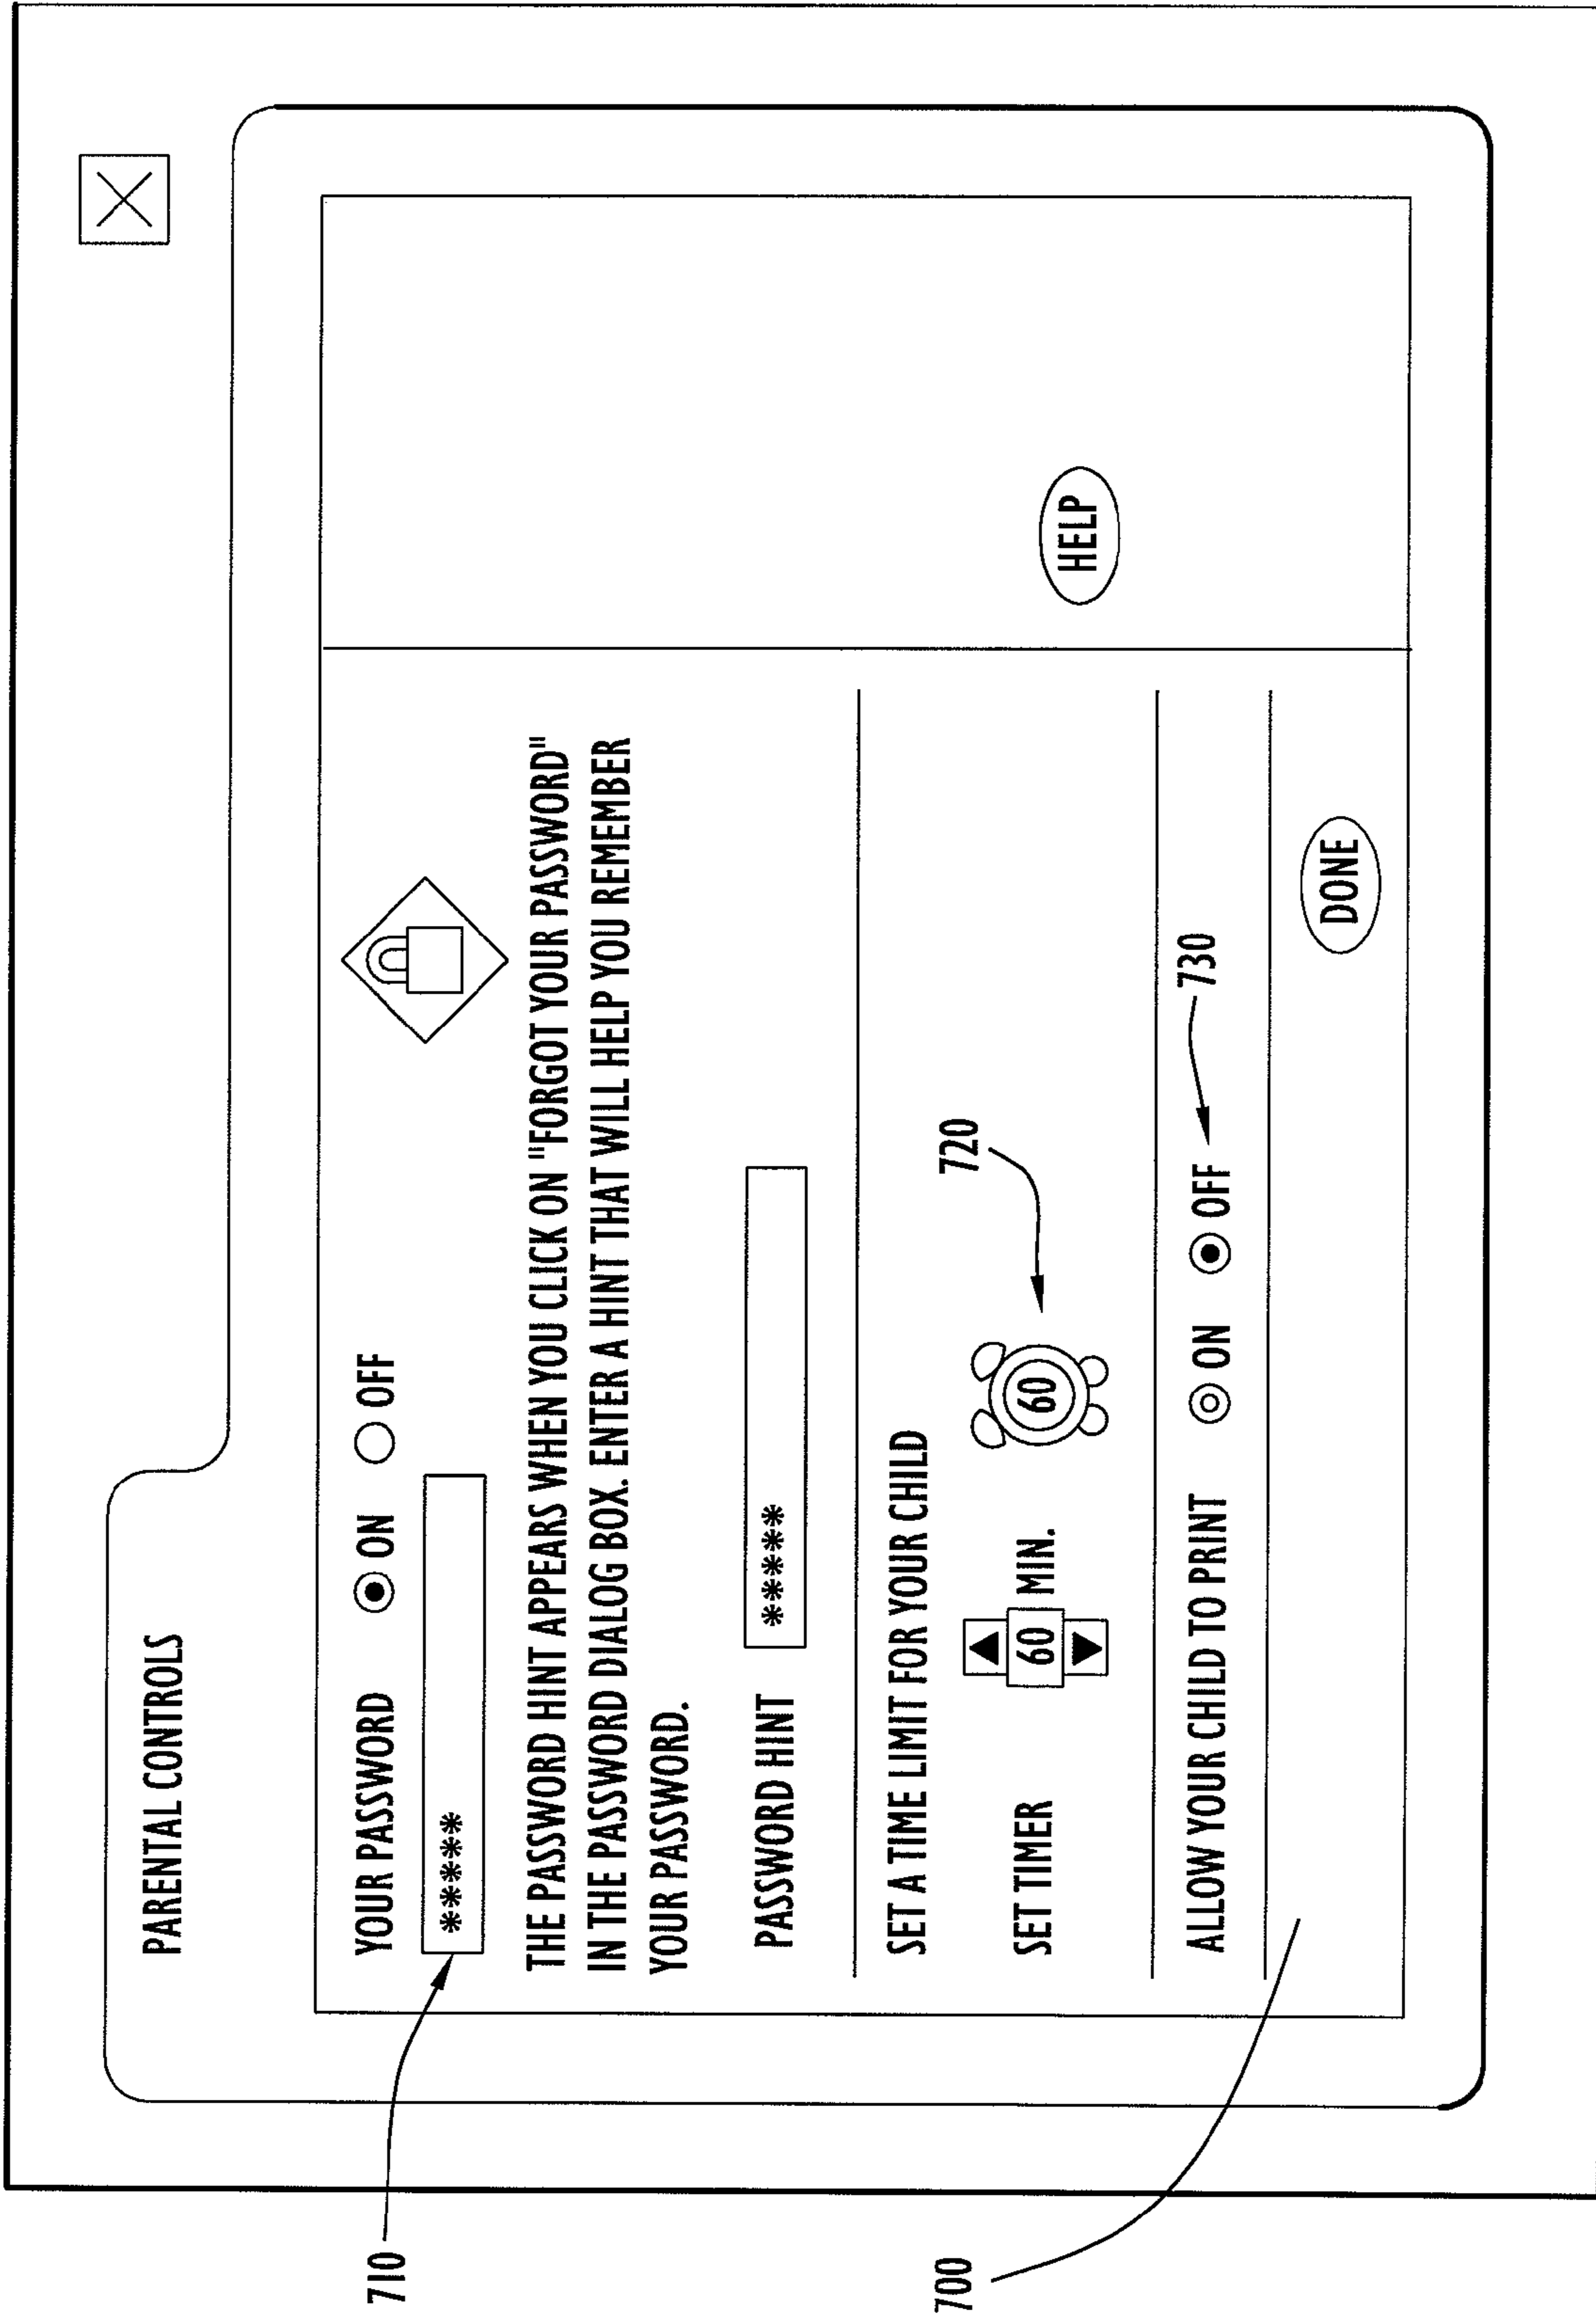 PARENTAL CONTROLS
YOUR PASSWORD ON OFF
*****
THE PASSWORD HINT APPEARS WHEN YOU CLICK ON "FORGOT YOUR PASSWORD"
IN THE PASSWORD DIALOG BOX. ENTER A HINT THAT WILL HELP YOU REMEMBER
YOUR PASSWORD.
PASSWORD HINT *****
SET A TIME LIMIT FOR YOUR CHILD
SET TIMER 60 MIN. 60
ALLOW YOUR CHILD TO PRINT ON OFF
DONE
HELP
710
720
730
700